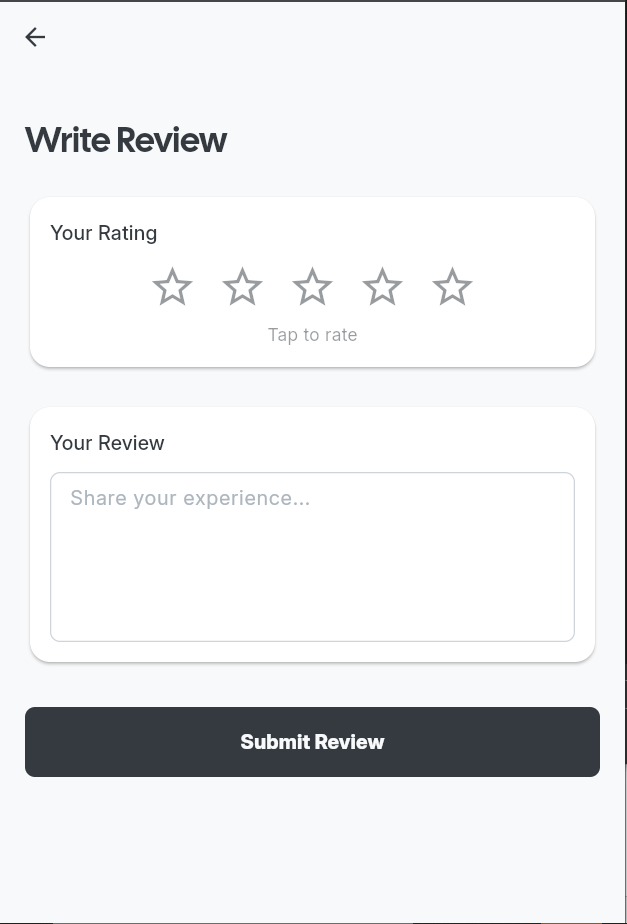 Write Review
Your Rating
Tap to rate
Your Review
Share your experience...
Submit Review